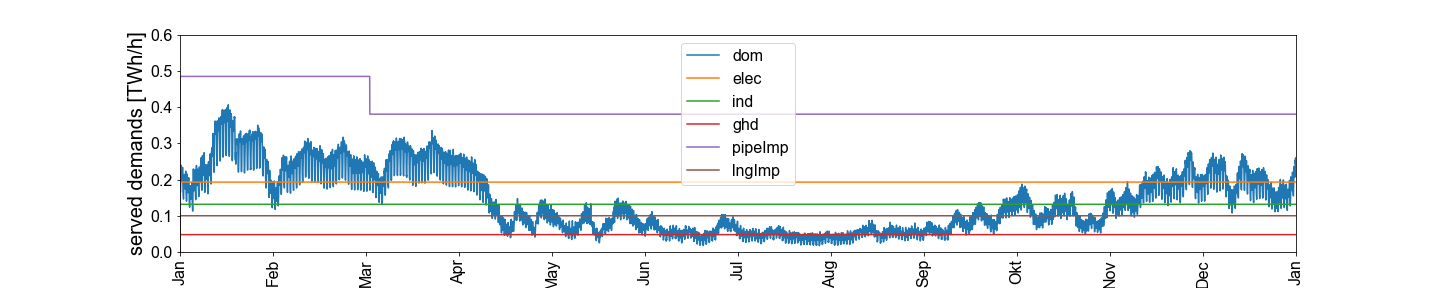 served demands [TWh/h]
0.6
0.5
0.4
0.3
0.2
0.1
0.0
dom
elec
ind
ghd
pipeImp
lngImp
Jan
Feb
Mar
Apr
May
Jun
Jul
Aug
Sep
Okt
Nov
Dec
Jan